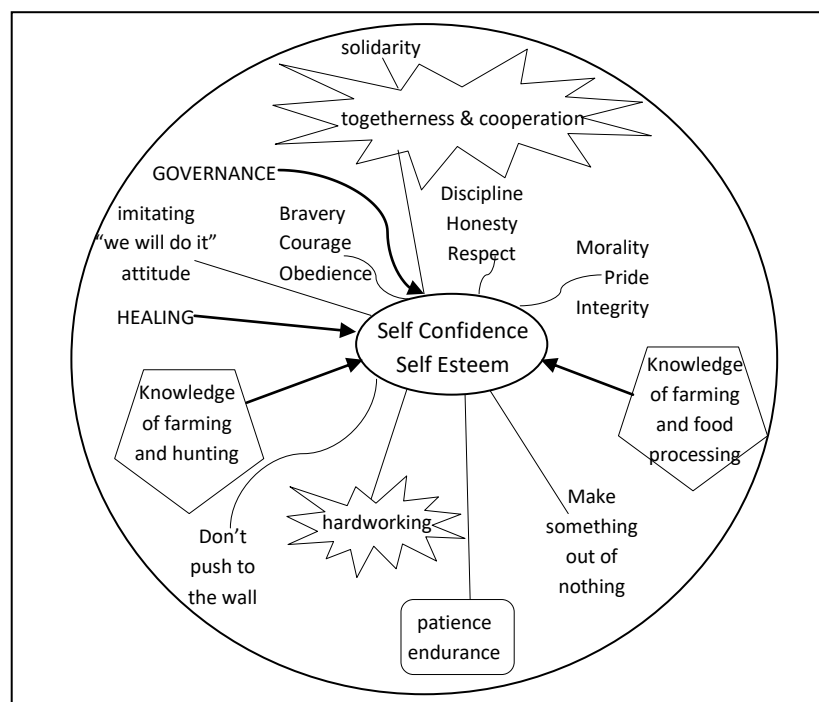 solidarity
togetherness & cooperation
GOVERNANCE
imitating
“we will do it”
attitude
Bravery
Courage
Obedience
Discipline
Honesty
Respect
Morality
Pride
Integrity
HEALING
Self Confidence
Self Esteem
Knowledge
of farming
and hunting
Knowledge
of farming
and food
processing
Don’t
push to
the wall
hardworking
patience
endurance
Make
something
out of
nothing